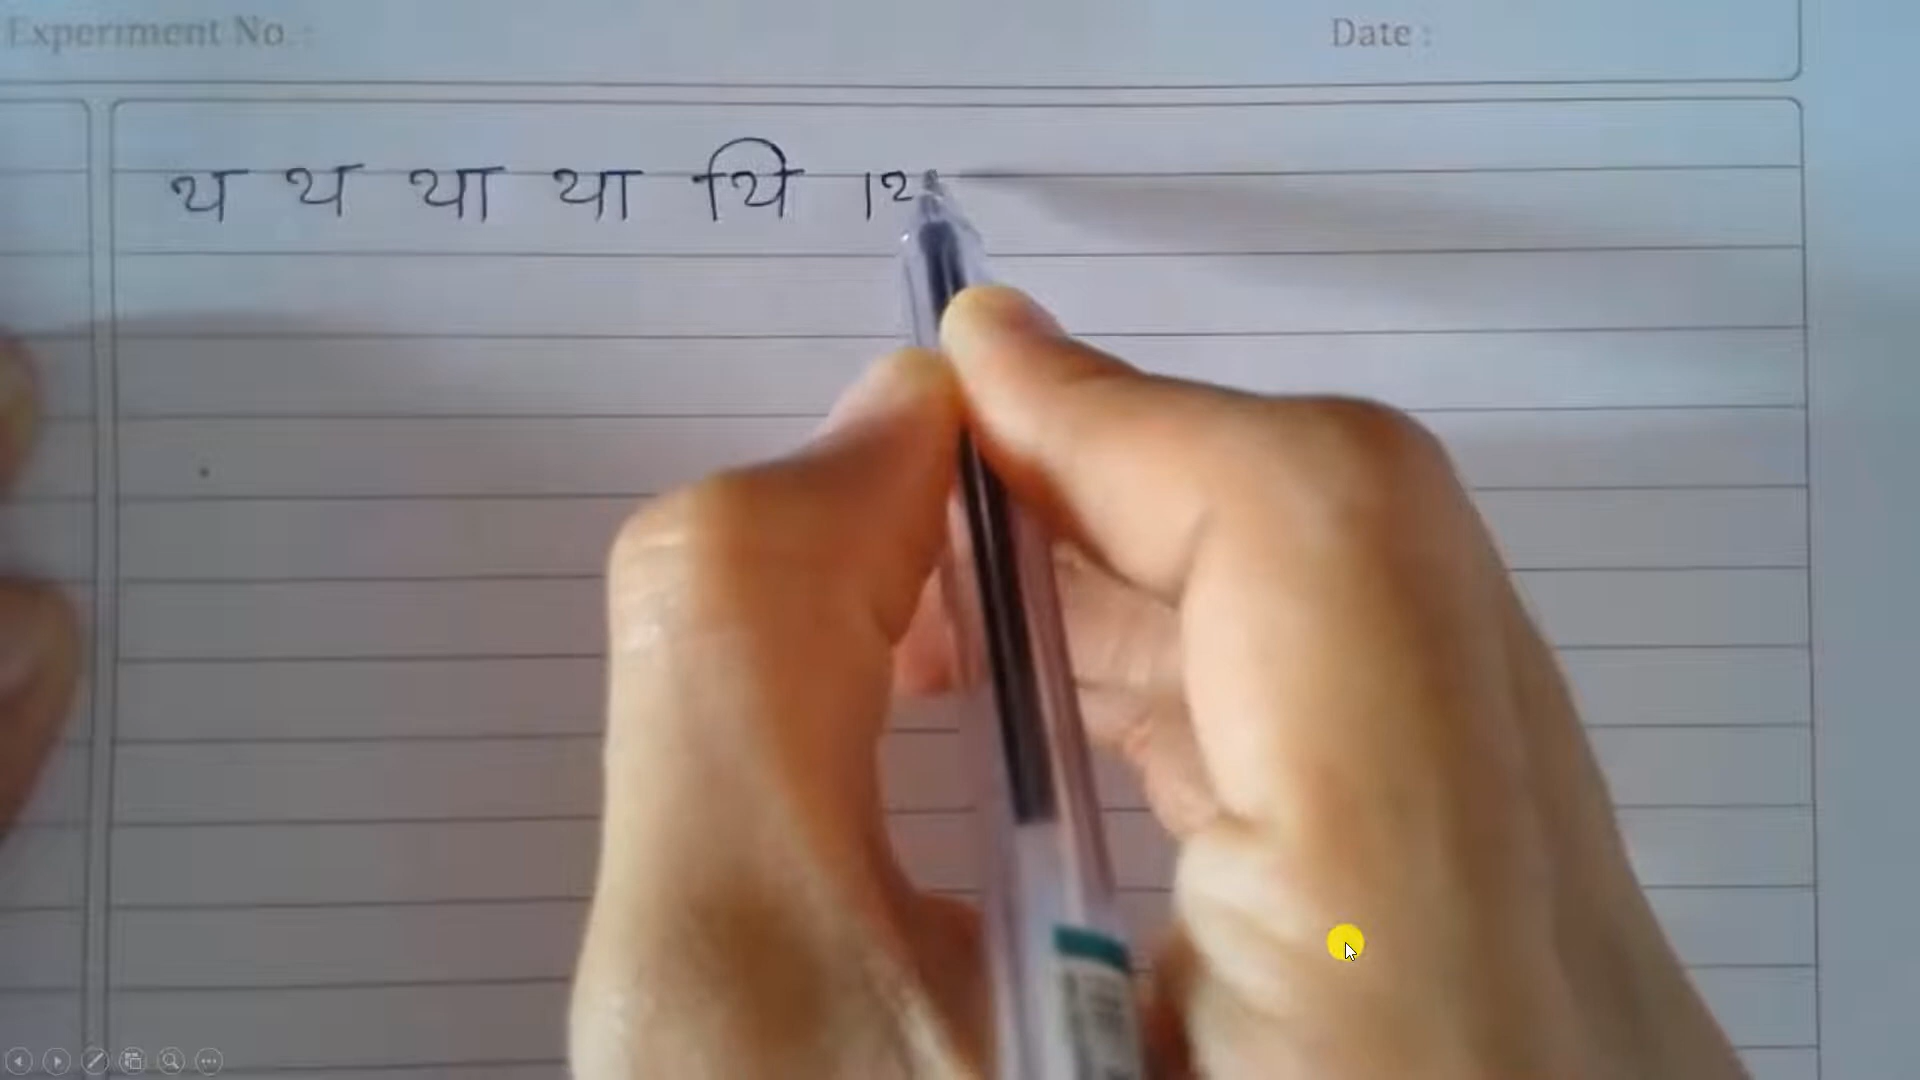 Experiment No. : Date :
थ थ था था थि